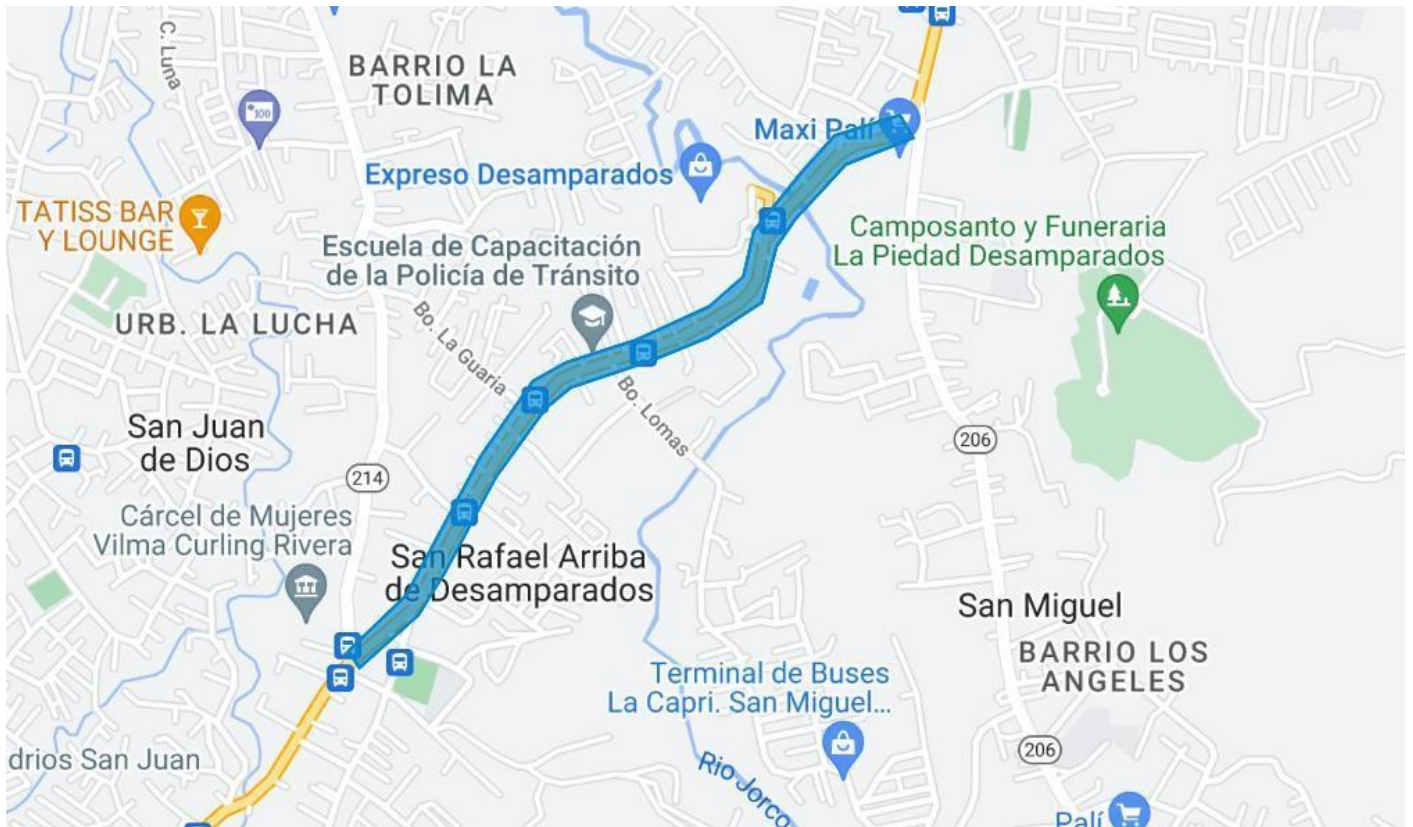 C. Luna
BARRIO LA
TOLIMA
100
Maxi Palí
Expreso Desamparados
TATISS BAR
Y LOUNGE
Escuela de Capacitación
de la Policía de Tránsito
Camposanto y Funeraria
La Piedad Desamparados
URB. LA LUCHA
Bo. La Guaria
Bo. Lomas
San Juan
de Dios
206
214
Cárcel de Mujeres
Vilma Curling Rivera
San Rafael Arriba
de Desamparados
San Miguel
BARRIO LOS
ANGELES
Terminal de Buses
La Capri. San Miguel...
drios San Juan
206
Rio Jorco
Palí